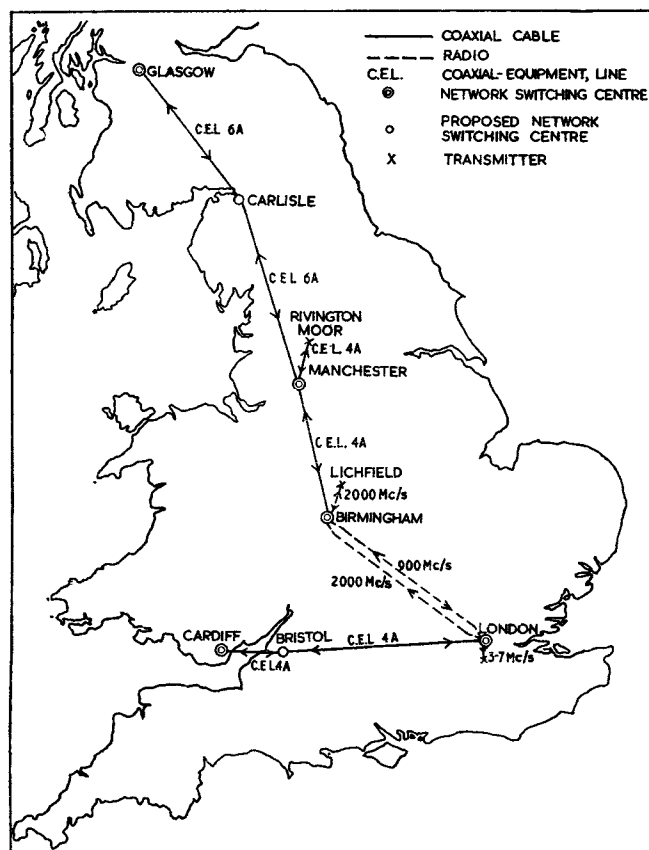 COAXIAL CABLE
RADIO
C.E.L. COAXIAL-EQUIPMENT, LINE
NETWORK SWITCHING CENTRE
PROPOSED NETWORK
SWITCHING CENTRE
X TRANSMITTER
GLASGOW
C.E.L 6A
CARLISLE
C.E.L 6A
RIVINGTON
MOOR
C.E.L. 4A
MANCHESTER
C.E.L. 4A
LICHFIELD
2000 Mc/s
BIRMINGHAM
900 Mc/s
2000 Mc/s
LONDON
3-7 Mc/s
CARDIFF
BRISTOL
C.E.L 4A
C.E.L 4A